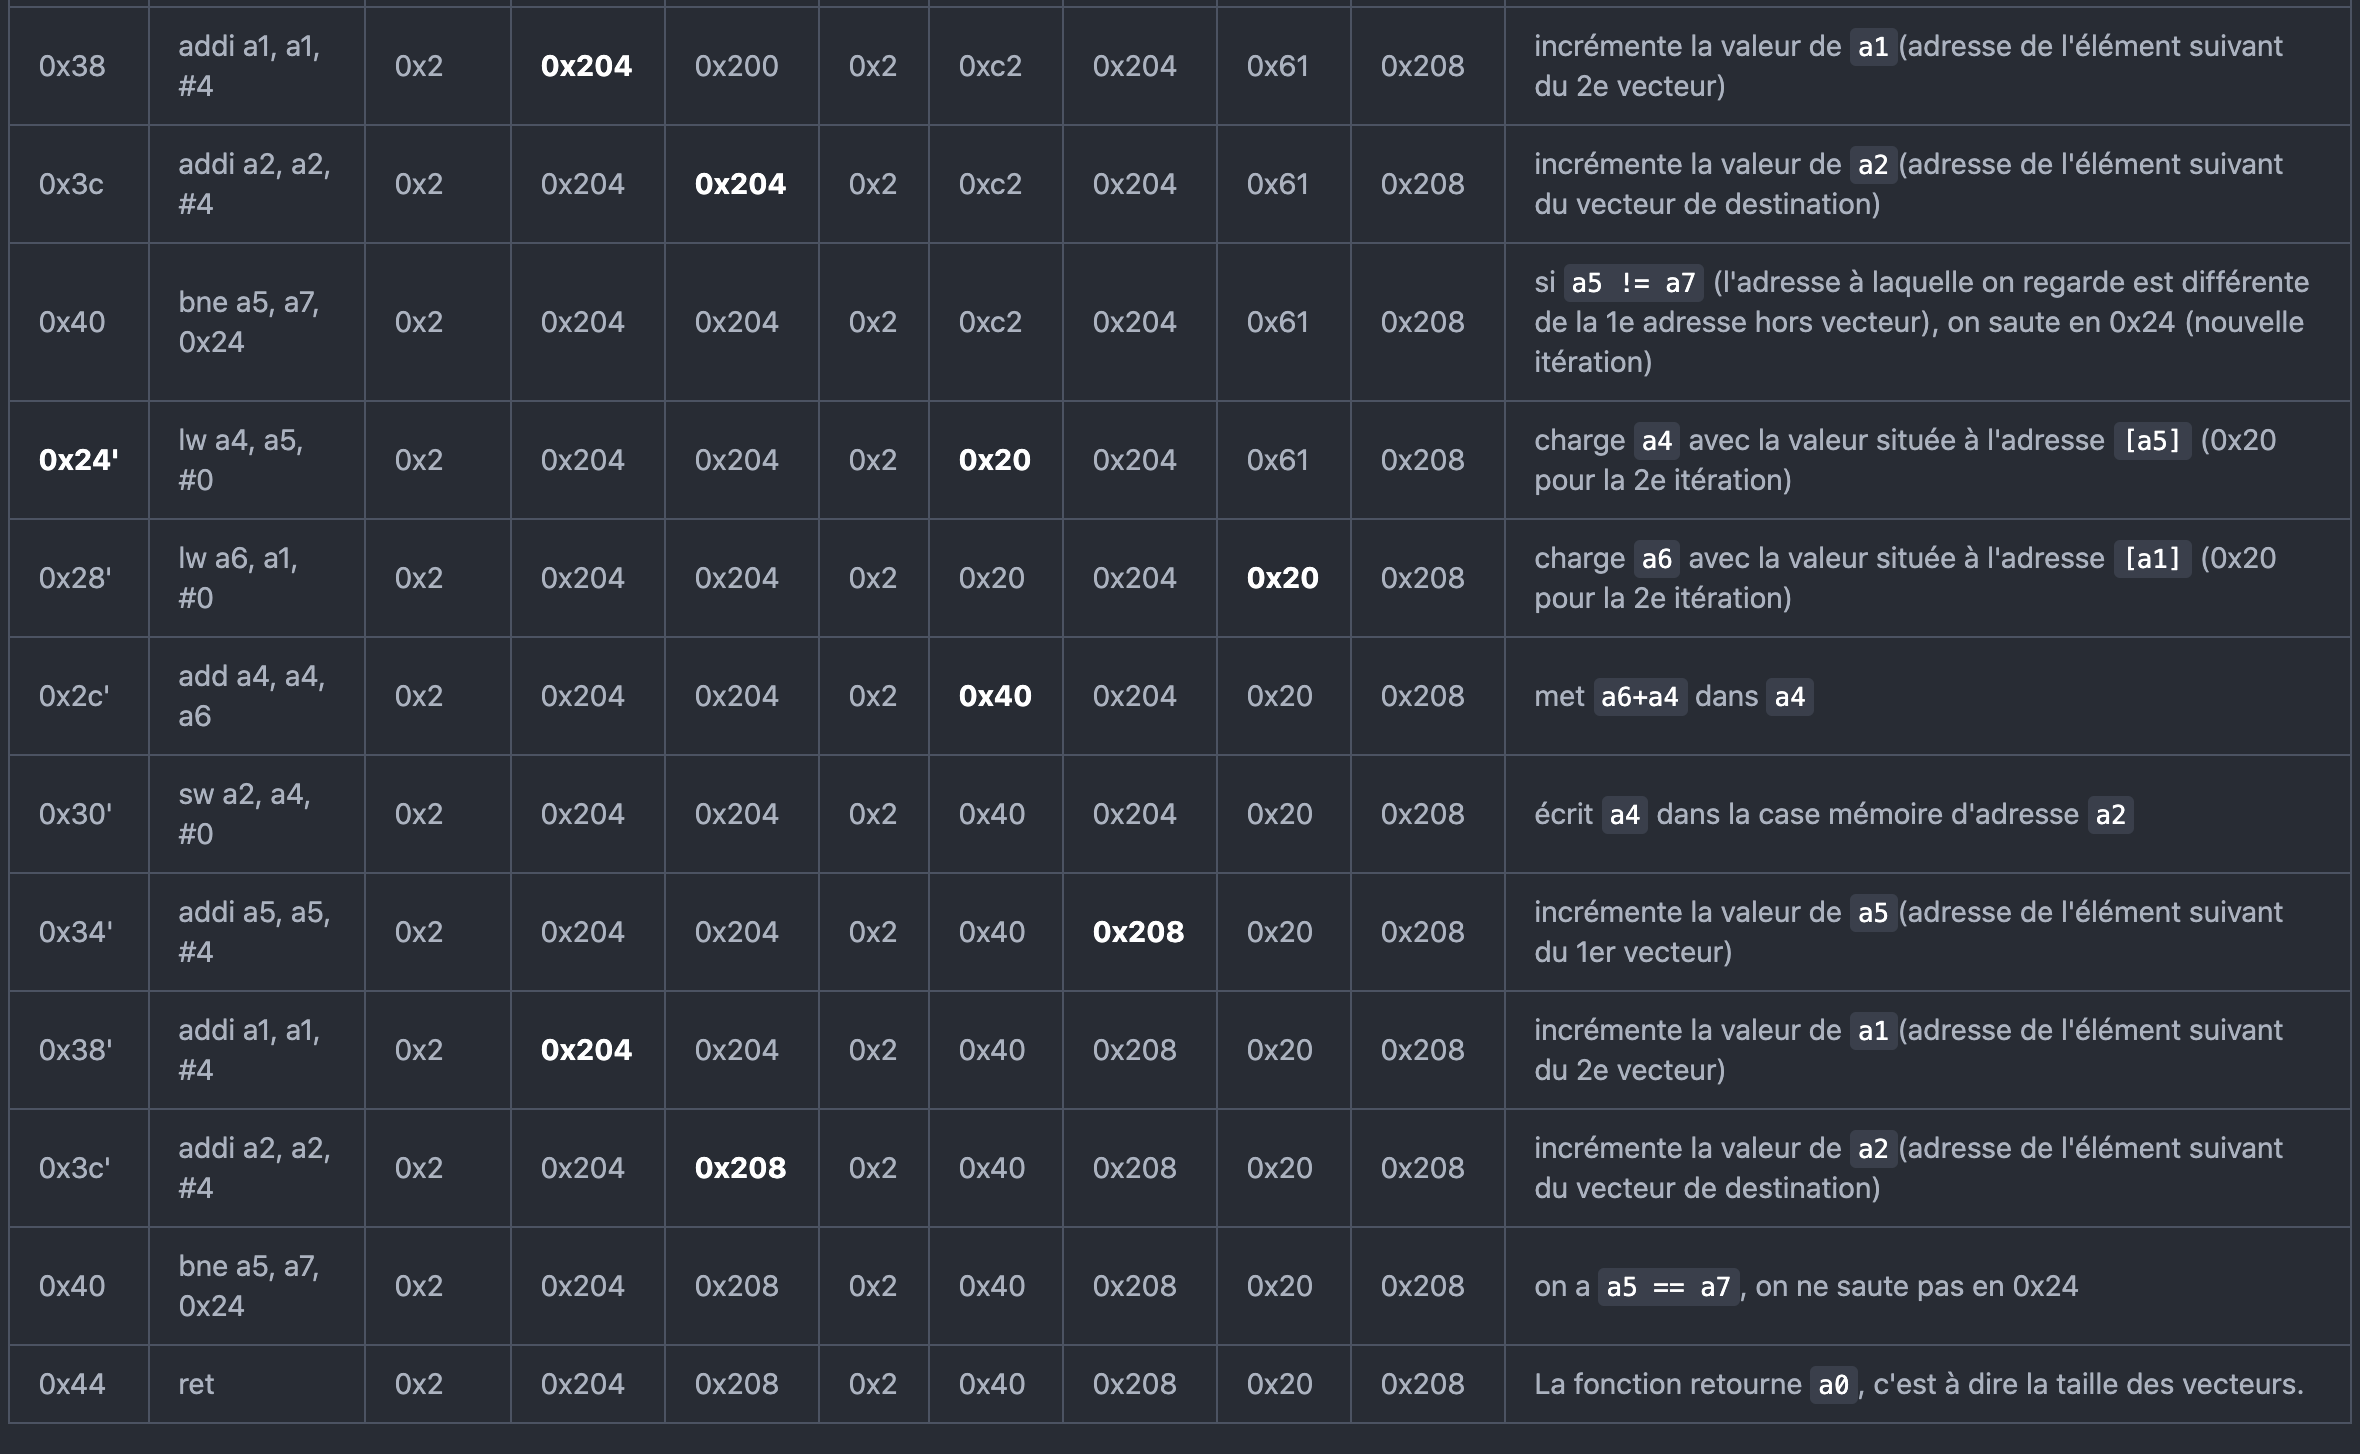 0x38 addi a1, a1, #4 0x2 0x204 0x200 0x2 0xc2 0x204 0x61 0x208 incrémente la valeur de a1 (adresse de l'élément suivant du 2e vecteur)
0x3c addi a2, a2, #4 0x2 0x204 0x204 0x2 0xc2 0x204 0x61 0x208 incrémente la valeur de a2 (adresse de l'élément suivant du vecteur de destination)
0x40 bne a5, a7, 0x24 0x2 0x204 0x204 0x2 0xc2 0x204 0x61 0x208 si a5 != a7 (l'adresse à laquelle on regarde est différente de la 1e adresse hors vecteur), on saute en 0x24 (nouvelle itération)
0x24' lw a4, a5, #0 0x2 0x204 0x204 0x2 0x20 0x204 0x61 0x208 charge a4 avec la valeur située à l'adresse [a5] (0x20 pour la 2e itération)
0x28' lw a6, a1, #0 0x2 0x204 0x204 0x2 0x20 0x204 0x20 0x208 charge a6 avec la valeur située à l'adresse [a1] (0x20 pour la 2e itération)
0x2c' add a4, a4, a6 0x2 0x204 0x204 0x2 0x40 0x204 0x20 0x208 met a6+a4 dans a4
0x30' sw a2, a4, #0 0x2 0x204 0x204 0x2 0x40 0x204 0x20 0x208 écrit a4 dans la case mémoire d'adresse a2
0x34' addi a5, a5, #4 0x2 0x204 0x204 0x2 0x40 0x208 0x20 0x208 incrémente la valeur de a5 (adresse de l'élément suivant du 1er vecteur)
0x38' addi a1, a1, #4 0x2 0x204 0x204 0x2 0x40 0x208 0x20 0x208 incrémente la valeur de a1 (adresse de l'élément suivant du 2e vecteur)
0x3c' addi a2, a2, #4 0x2 0x204 0x208 0x2 0x40 0x208 0x20 0x208 incrémente la valeur de a2 (adresse de l'élément suivant du vecteur de destination)
0x40 bne a5, a7, 0x24 0x2 0x204 0x208 0x2 0x40 0x208 0x20 0x208 on a a5 == a7, on ne saute pas en 0x24
0x44 ret 0x2 0x204 0x208 0x2 0x40 0x208 0x20 0x208 La fonction retourne a0, c'est à dire la taille des vecteurs.